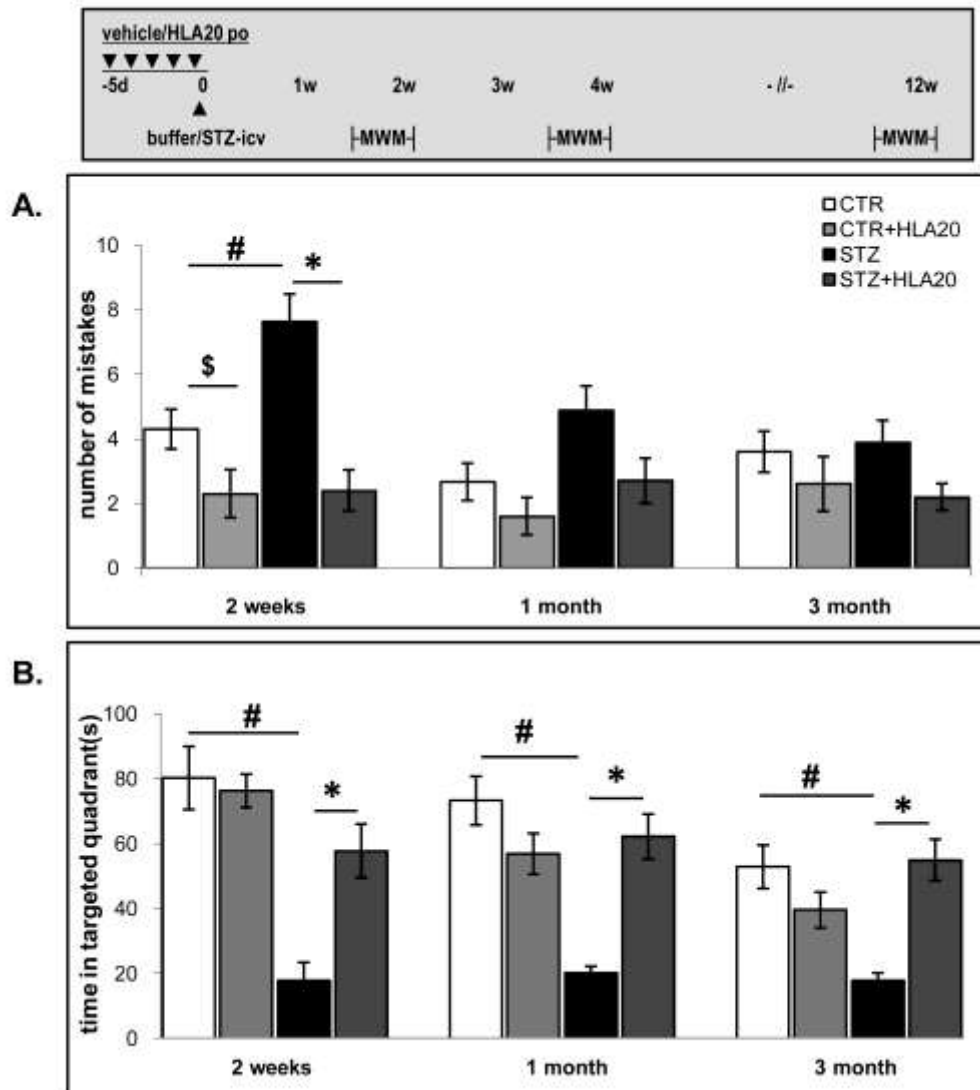 vehicle/HLA20 po
-5d 0 1w 2w 3w 4w - //- 12w
buffer/STZ-icv MWM MWM MWM
A.
CTR
CTR+HLA20
STZ
STZ+HLA20
number of mistakes
10
8
6
4
2
0
# *
$
2 weeks 1 month 3 month
B.
time in targeted quadrant(s)
100
80
60
40
20
0
# * # * # *
2 weeks 1 month 3 month